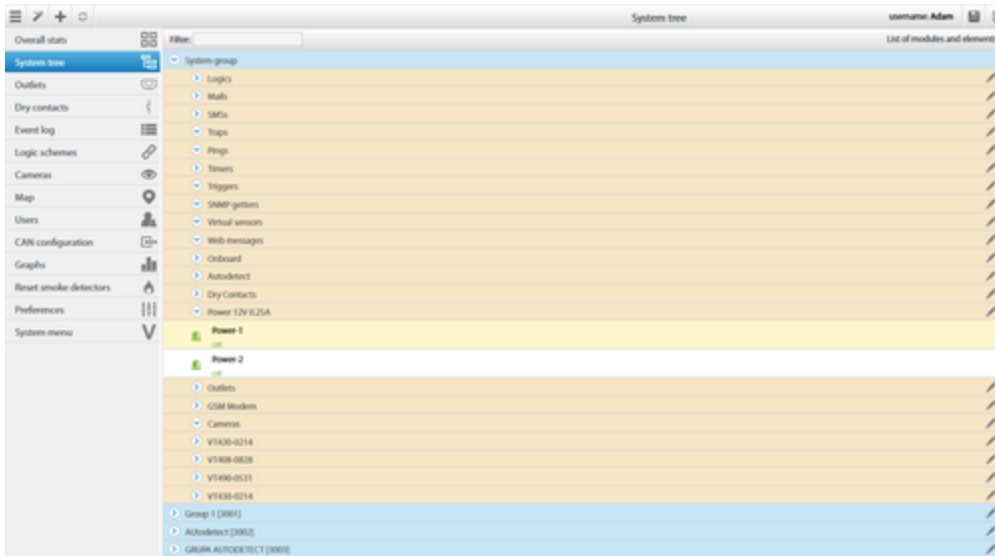 System tree
username: Adam
Overall stats
Filter:
List of modules and element
System tree
System group
Logics
Outlets
Mails
Dry contacts
SMSs
Event log
Traps
Logic schemes
Pings
Cameras
Timers
Map
Triggers
Users
SNMP getters
CAN configuration
Virtual sensors
Graphs
Web messages
Reset smoke detectors
Onboard
Preferences
Autodetect
System menu
Dry Contacts
Power 12V 0.25A
Power-1
Off
Power-2
Off
Outlets
GSM Modem
Cameras
VT430-0214
VT408-0828
VT490-0531
VT430-0214
Group 1 [3001]
AUtodetect [3002]
GRUPA AUTODETECT [3003]